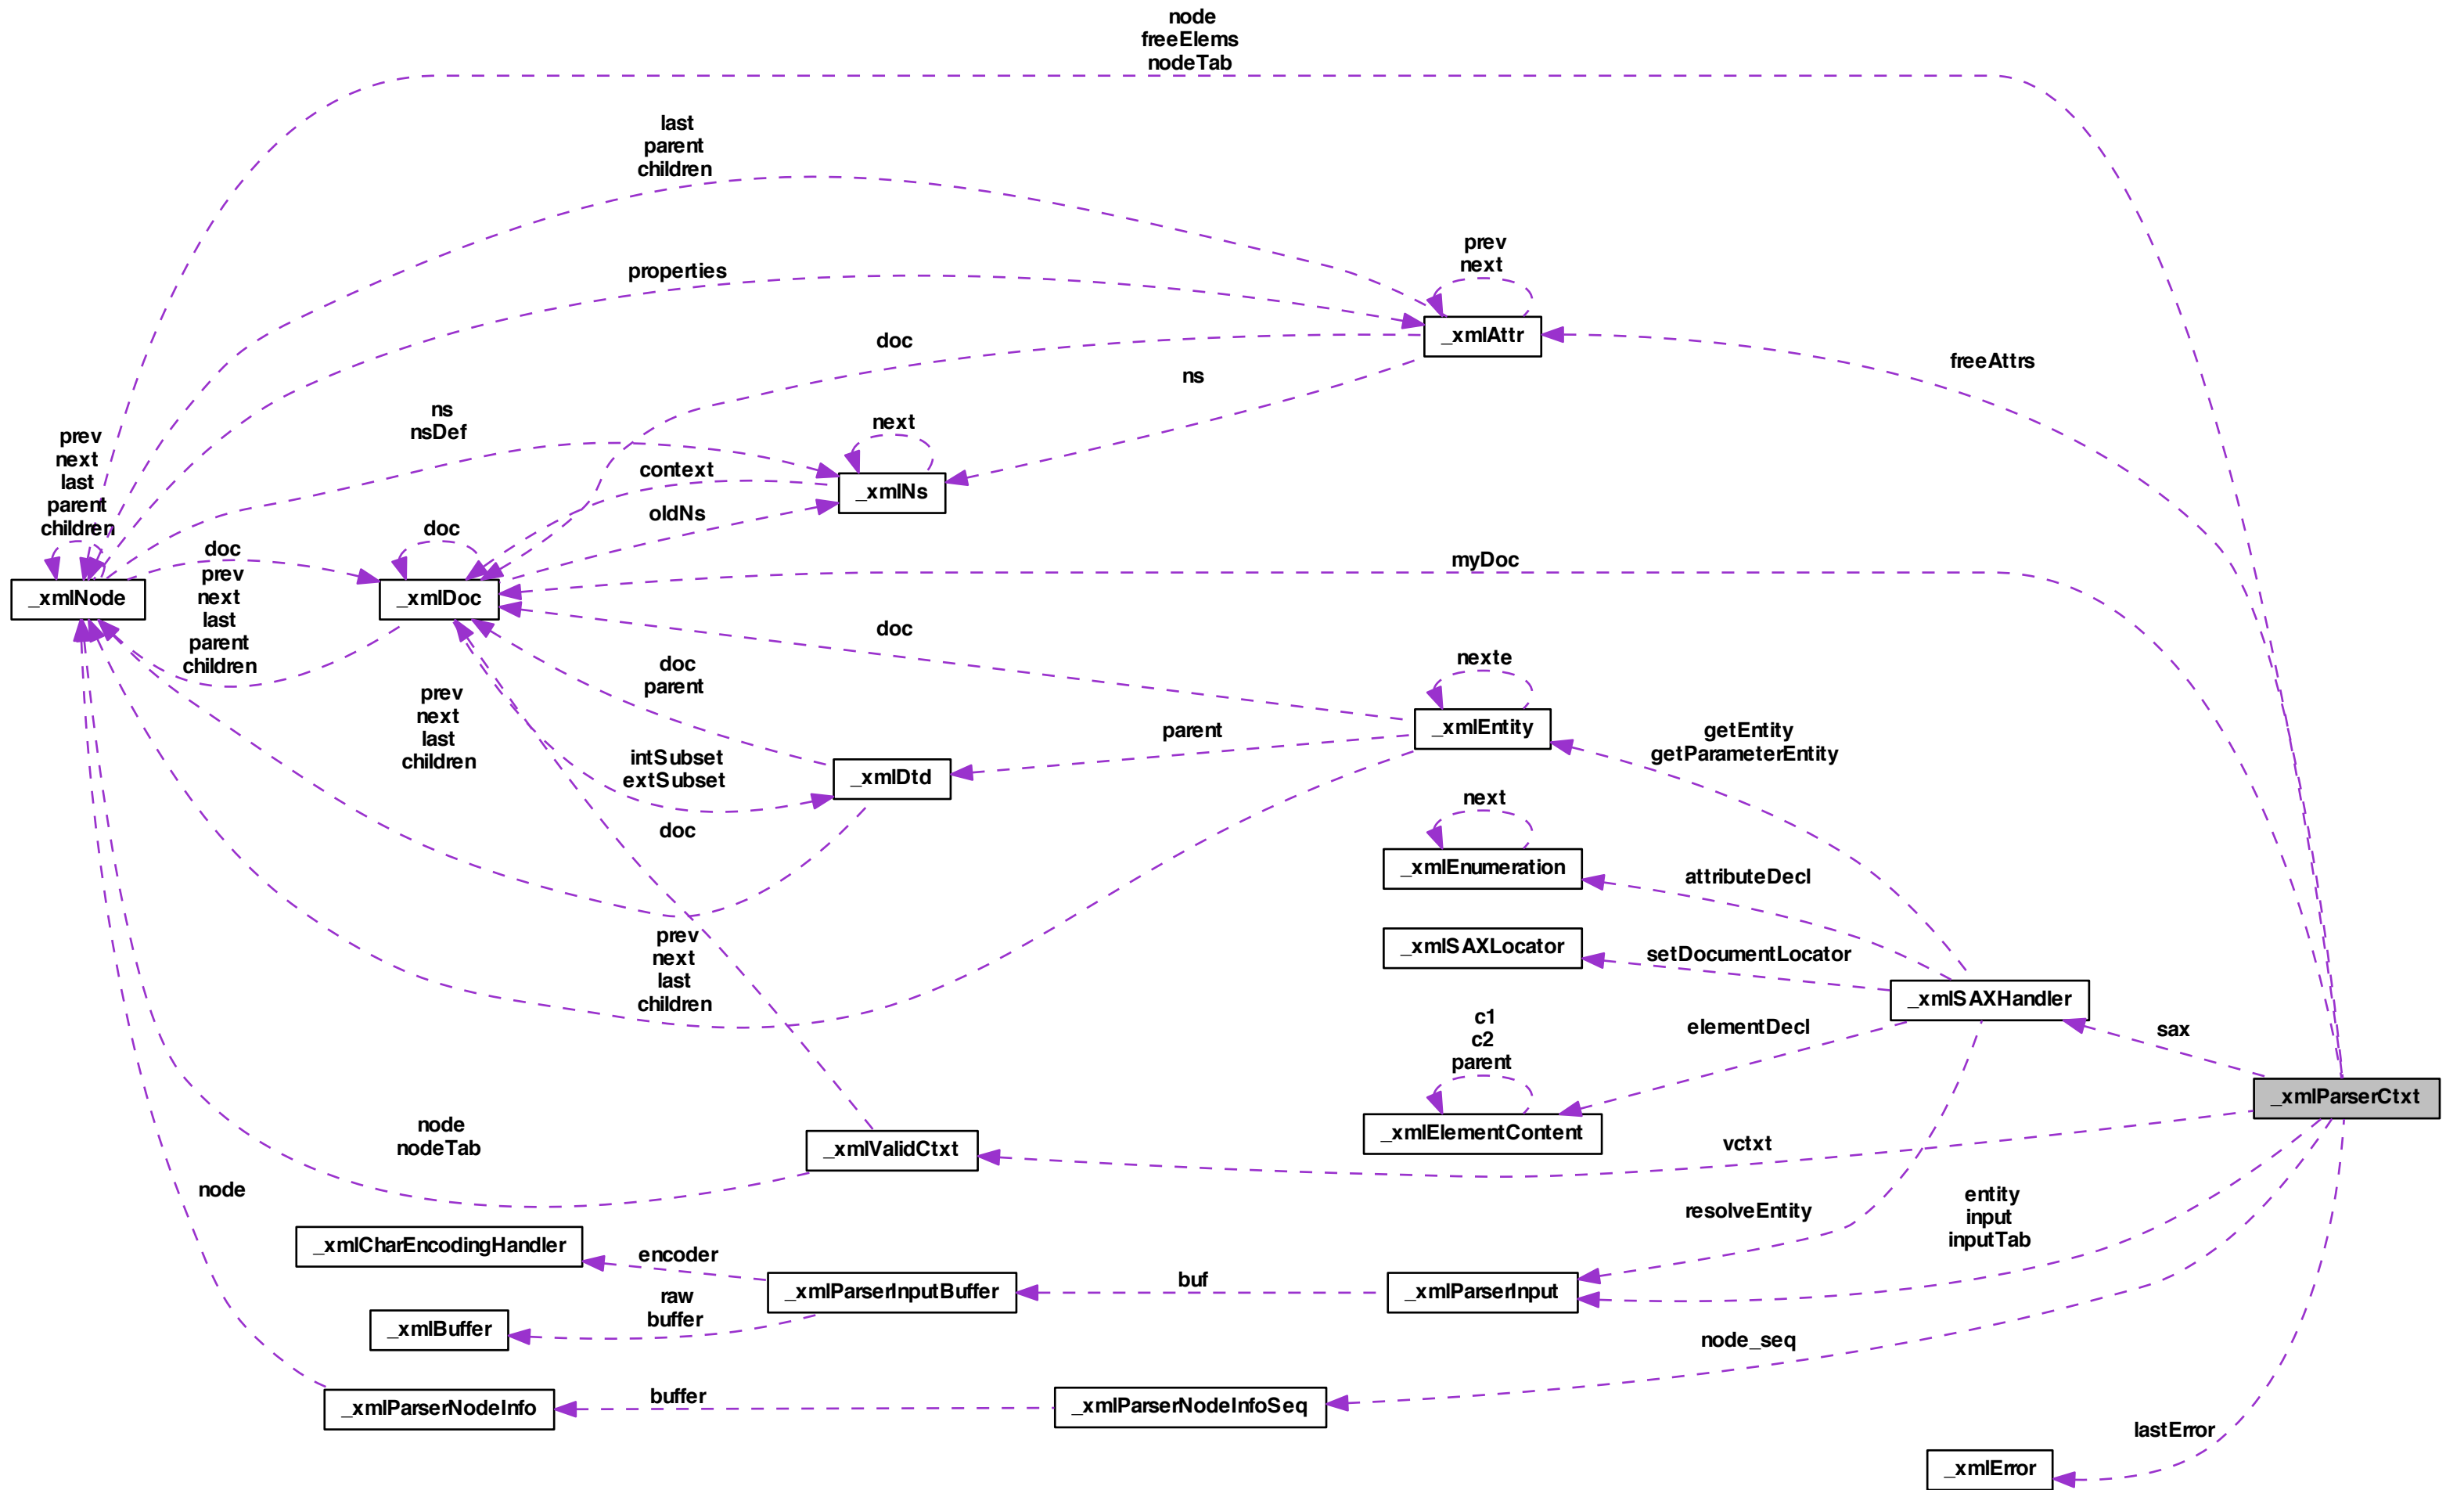 node
freeElems
nodeTab
last
parent
children
prev
next
properties
_xmlAttr
doc
freeAttrs
ns
ns
nsDef
next
prev
next
last
parent
children
context
_xmlNs
oldNs
doc
doc
myDoc
_xmlNode
_xmlDoc
prev
next
last
parent
children
doc
nexte
doc
parent
prev
next
last
children
_xmlEntity
getEntity
getParameterEntity
parent
intSubset
extSubset
_xmlDtd
next
doc
_xmlEnumeration
attributeDecl
prev
next
last
children
_xmlSAXLocator
setDocumentLocator
_xmlSAXHandler
c1
c2
parent
elementDecl
sax
_xmlParserCtxt
node
nodeTab
_xmlValidCtxt
_xmlElementContent
vctxt
node
resolveEntity
entity
input
inputTab
_xmlCharEncodingHandler
encoder
_xmlParserInputBuffer
buf
_xmlParserInput
raw
buffer
_xmlBuffer
node_seq
_xmlParserNodeInfo
buffer
_xmlParserNodeInfoSeq
lastError
_xmlError